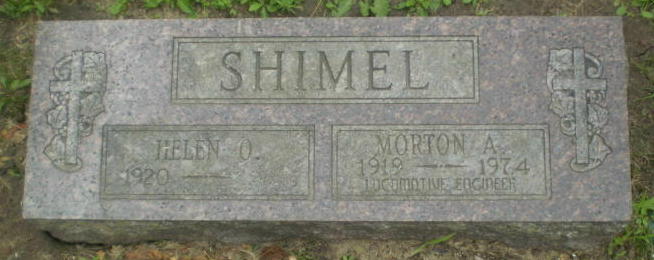 SHIMEL
HELEN O.
1920 —
MORTON A.
1919 — 1974
LOCOMOTIVE ENGINEER